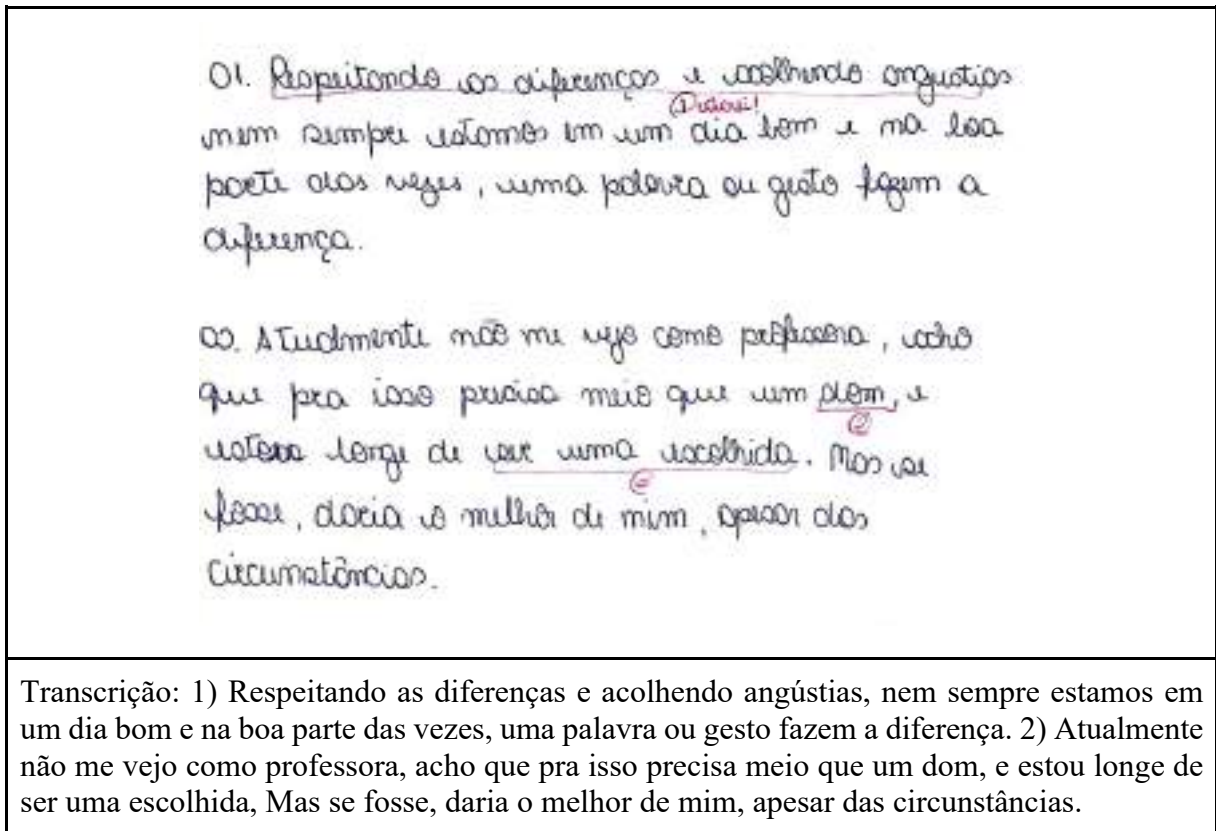 01. Respeitando as diferenças e acolhendo angustias
nem sempre estamos em um dia bom e na boa
parte das vezes, uma palavra ou gesto fazem a
diferença.
02. Atualmente não me vejo como professora, acho
que pra isso precisa meio que um dom, e
②
estou longe de ser uma escolhida. Mas se
fosse, daria o melhor de mim, apesar das
circunstâncias.
Transcrição: 1) Respeitando as diferenças e acolhendo angústias, nem sempre estamos em
um dia bom e na boa parte das vezes, uma palavra ou gesto fazem a diferença. 2) Atualmente
não me vejo como professora, acho que pra isso precisa meio que um dom, e estou longe de
ser uma escolhida, Mas se fosse, daria o melhor de mim, apesar das circunstâncias.